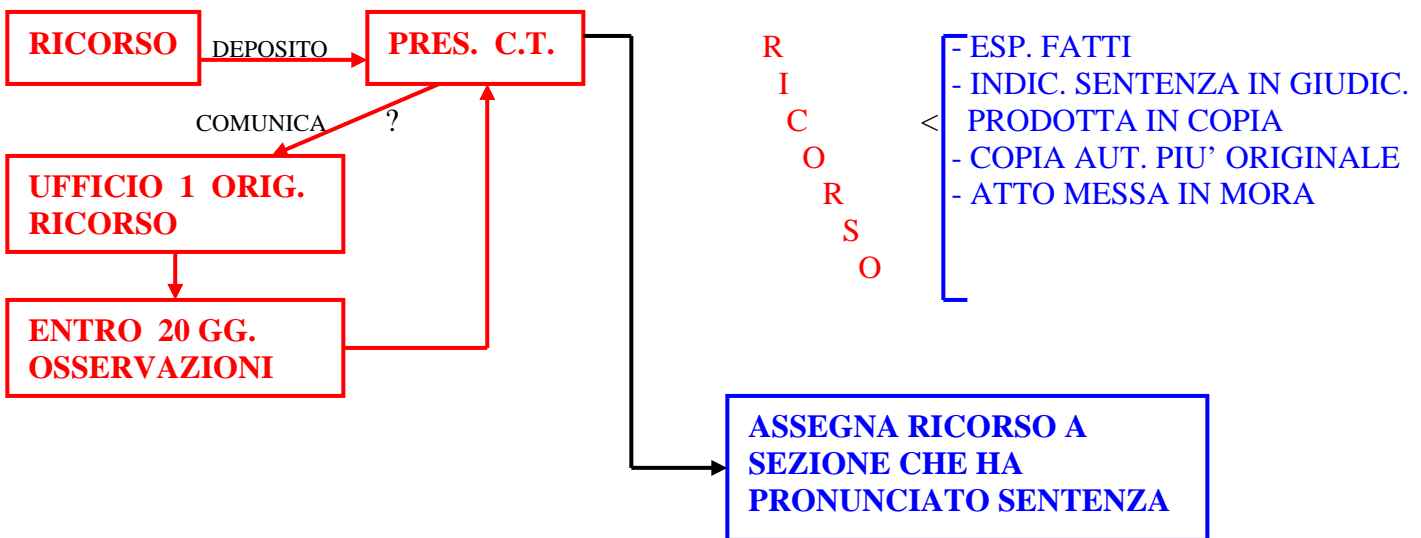 RICORSO
DEPOSITO
PRES. C.T.
COMUNICA ?
UFFICIO 1 ORIG.
RICORSO
ENTRO 20 GG.
OSSERVAZIONI
R
I
C
O
R
S
O
<
- ESP. FATTI
- INDIC. SENTENZA IN GIUDIC.
PRODOTTA IN COPIA
- COPIA AUT. PIU’ ORIGINALE
- ATTO MESSA IN MORA
ASSEGNA RICORSO A
SEZIONE CHE HA
PRONUNCIATO SENTENZA